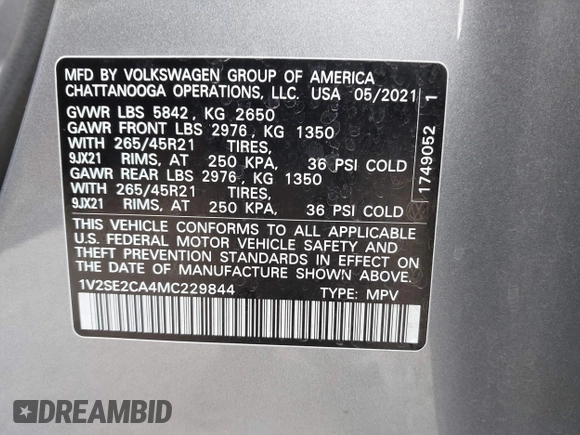 MFD BY VOLKSWAGEN GROUP OF AMERICA
CHATTANOOGA OPERATIONS, LLC. USA 05/2021
GVWR LBS 5842, KG 2650
GAWR FRONT LBS 2976, KG 1350
WITH 265/45R21 TIRES,
9JX21 RIMS, AT 250 KPA, 36 PSI COLD
GAWR REAR LBS 2976, KG 1350
WITH 265/45R21 TIRES,
9JX21 RIMS, AT 250 KPA, 36 PSI COLD
THIS VEHICLE CONFORMS TO ALL APPLICABLE
U.S. FEDERAL MOTOR VEHICLE SAFETY AND
THEFT PREVENTION STANDARDS IN EFFECT ON
THE DATE OF MANUFACTURE SHOWN ABOVE.
1V2SE2CA4MC229844 TYPE: MPV
1749052 1
DREAMBID